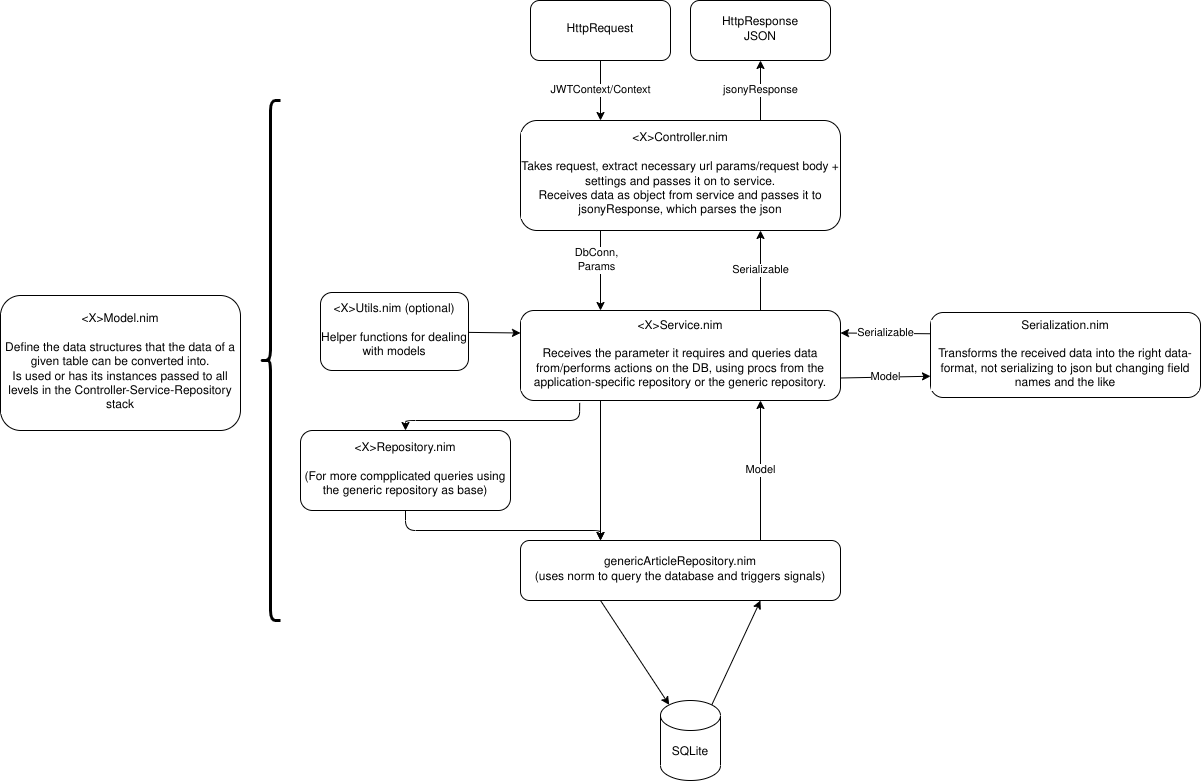 HttpRequest
HttpResponse
JSON
JWTContext/Context
jsonyResponse
<X>Controller.nim
Takes request, extract necessary url params/request body +
settings and passes it on to service.
Receives data as object from service and passes it to
jsonyResponse, which parses the json
DbConn,
Params
Serializable
<X>Model.nim
Define the data structures that the data of a
given table can be converted into.
Is used or has its instances passed to all
levels in the Controller-Service-Repository
stack
<X>Utils.nim (optional)
Helper functions for dealing
with models
<X>Service.nim
Receives the parameter it requires and queries data
from/performs actions on the DB, using procs from the
application-specific repository or the generic repository.
Serializable
Model
Serialization.nim
Transforms the received data into the right data-
format, not serializing to json but changing field
names and the like
<X>Repository.nim
(For more compplicated queries using
the generic repository as base)
Model
genericArticleRepository.nim
(uses norm to query the database and triggers signals)
SQLite